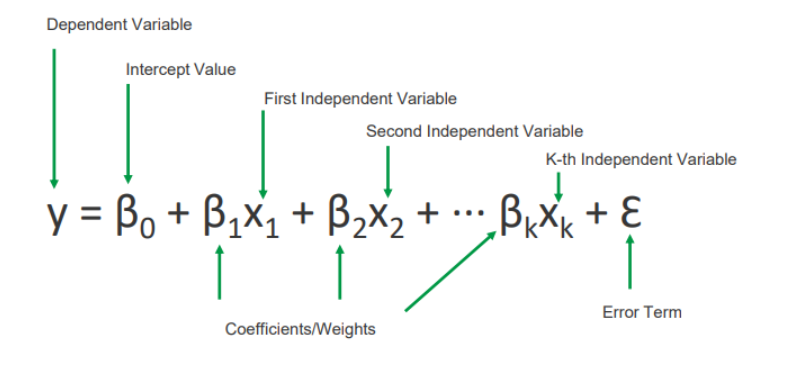 Dependent Variable
Intercept Value
First Independent Variable
Second Independent Variable
K-th Independent Variable
y = β₀ + β₁x₁ + β₂x₂ + ··· βₖxₖ + Ɛ
Coefficients/Weights
Error Term